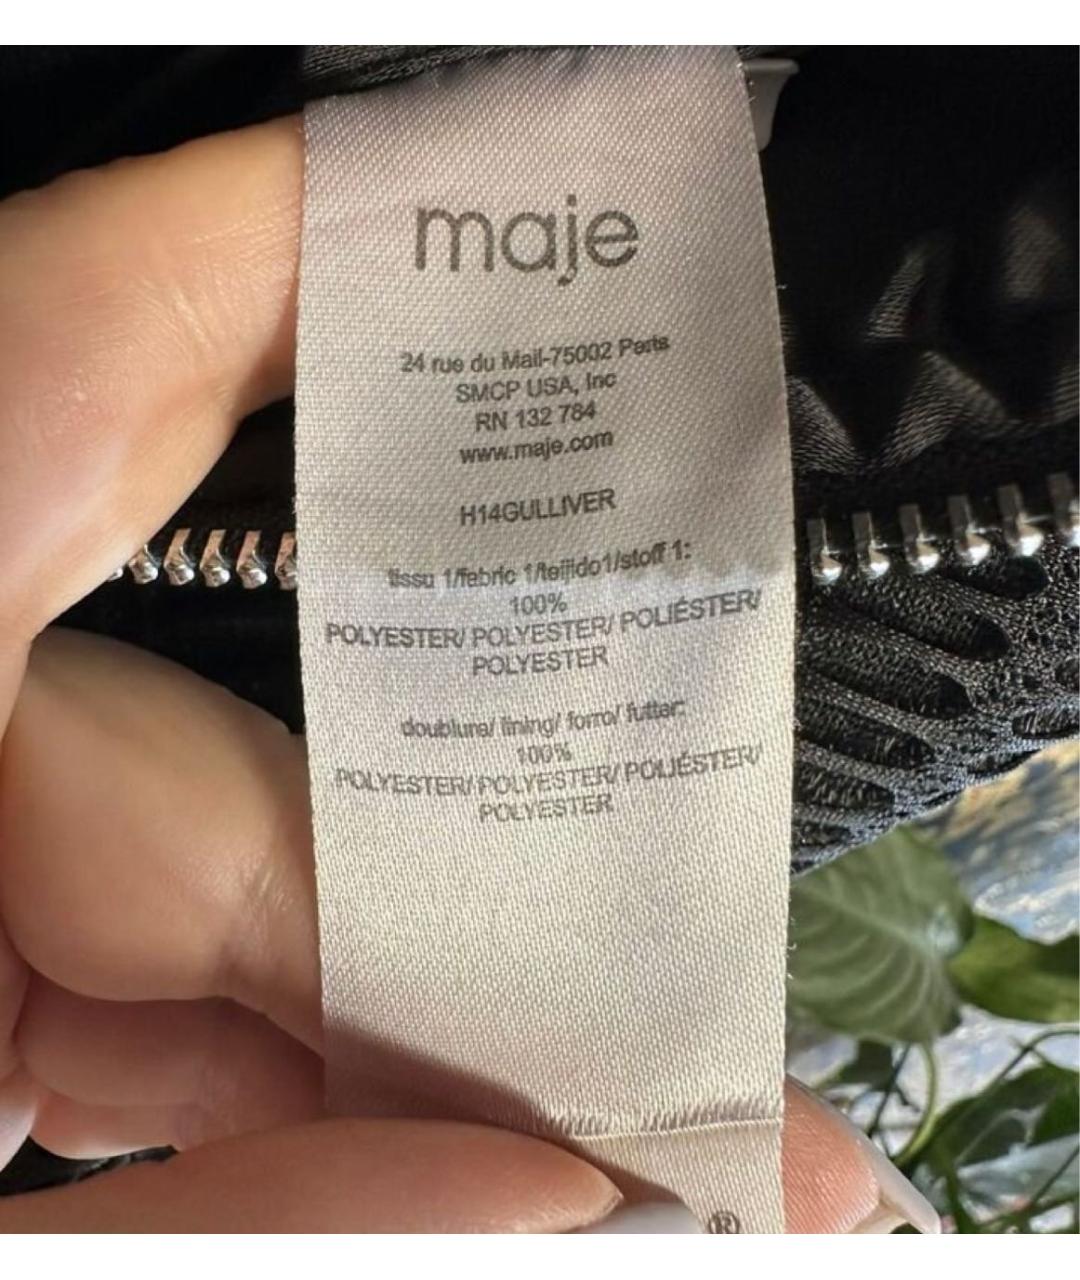 maje
24 rue du Mail-75002 Paris
SMCP USA, Inc
RN 132 784
www.maje.com
H14GULLIVER
tissu 1/fabric 1/tejido1/stoff 1:
100%
POLYESTER/ POLYESTER/ POLIÉSTER/
POLYESTER
doublure/ lining/ forro/ futter:
100%
POLYESTER/ POLYESTER/ POLIÉSTER/
POLYESTER
®